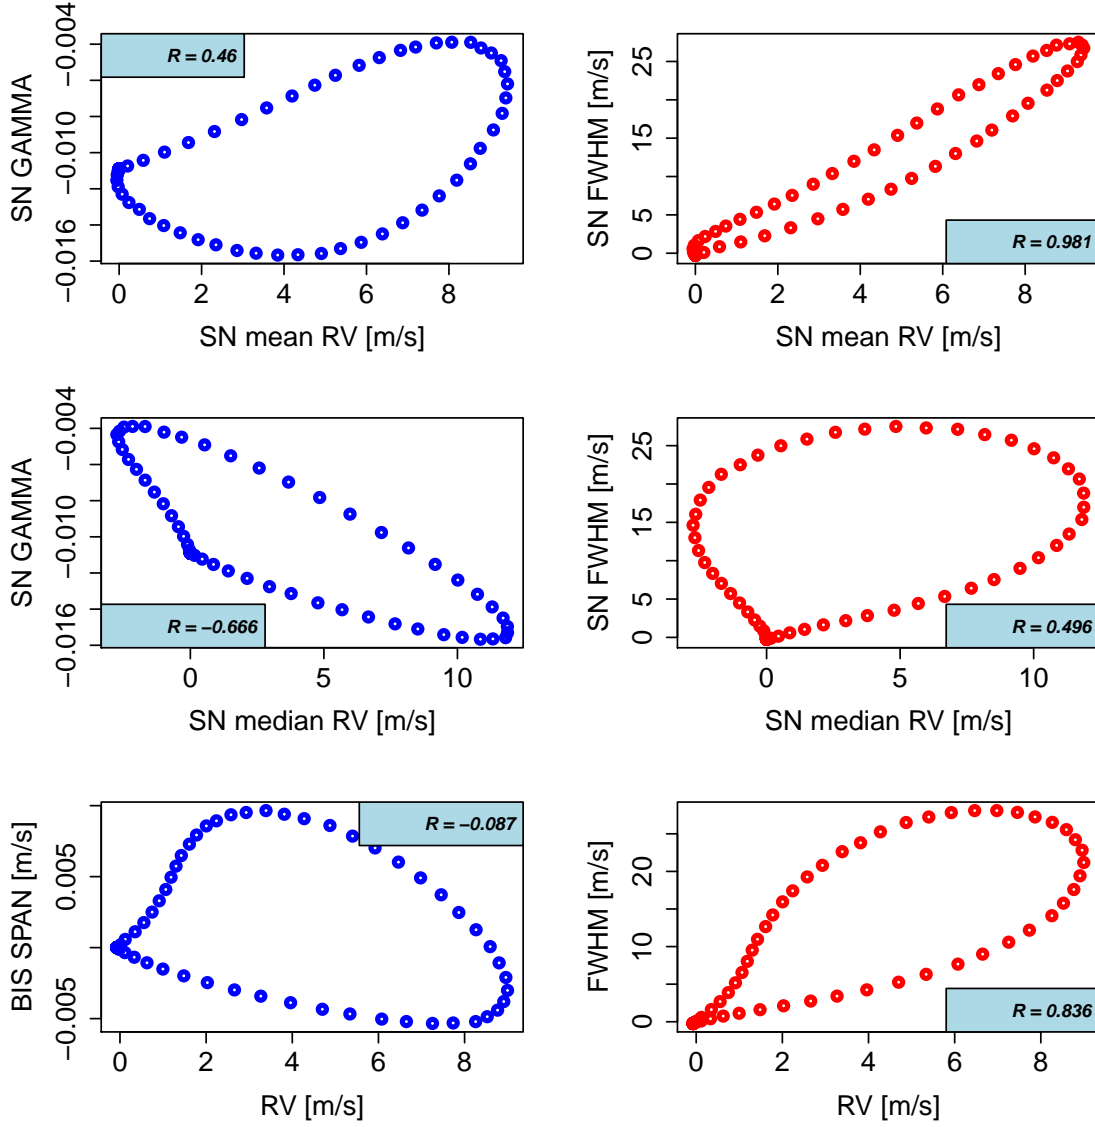 SN GAMMA
−0.004
−0.010
−0.016
−0.016
R = 0.46
0 2 4 6 8
SN mean RV [m/s]
SN FWHM [m/s]
0 5 15 25
R = 0.981
0 2 4 6 8
SN mean RV [m/s]
SN GAMMA
−0.004
−0.010
−0.016
−0.016
R = −0.666
0 5 10
SN median RV [m/s]
SN FWHM [m/s]
0 5 15 25
R = 0.496
0 5 10
SN median RV [m/s]
BIS SPAN [m/s]
−0.005 0.005
R = −0.087
0 2 4 6 8
RV [m/s]
FWHM [m/s]
0 10 20
R = 0.836
0 2 4 6 8
RV [m/s]